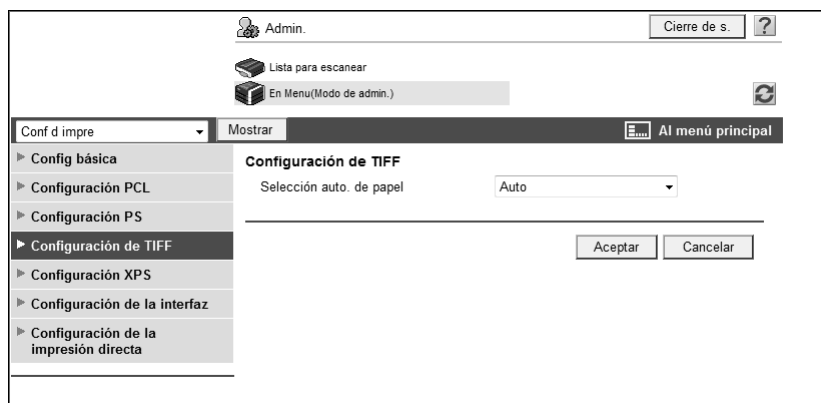 Admin.
Cierre de s.
?
Lista para escanear
En Menu(Modo de admin.)
Conf d impre
Mostrar
Al menú principal
Config básica
Configuración PCL
Configuración PS
Configuración de TIFF
Configuración XPS
Configuración de la interfaz
Configuración de la
impresión directa
Configuración de TIFF
Selección auto. de papel
Auto
Aceptar
Cancelar